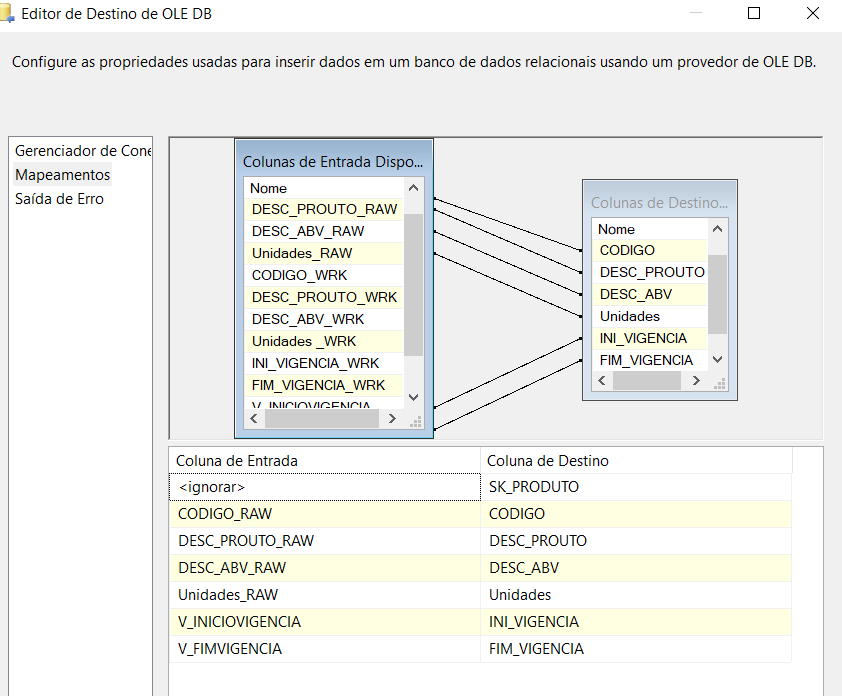 Editor de Destino de OLE DB
Configure as propriedades usadas para inserir dados em um banco de dados relacionais usando um provedor de OLE DB.
Gerenciador de Cone
Mapeamentos
Saída de Erro
Colunas de Entrada Dispo...
Nome
DESC_PROUTO_RAW
DESC_ABV_RAW
Unidades_RAW
CODIGO_WRK
DESC_PROUTO_WRK
DESC_ABV_WRK
Unidades _WRK
INI_VIGENCIA_WRK
FIM_VIGENCIA_WRK
V_INICIOVIGENCIA
Colunas de Destino...
Nome
CODIGO
DESC_PROUTO
DESC_ABV
Unidades
INI_VIGENCIA
FIM_VIGENCIA
Coluna de Entrada Coluna de Destino
<ignorar> SK_PRODUTO
CODIGO_RAW CODIGO
DESC_PROUTO_RAW DESC_PROUTO
DESC_ABV_RAW DESC_ABV
Unidades_RAW Unidades
V_INICIOVIGENCIA INI_VIGENCIA
V_FIMVIGENCIA FIM_VIGENCIA